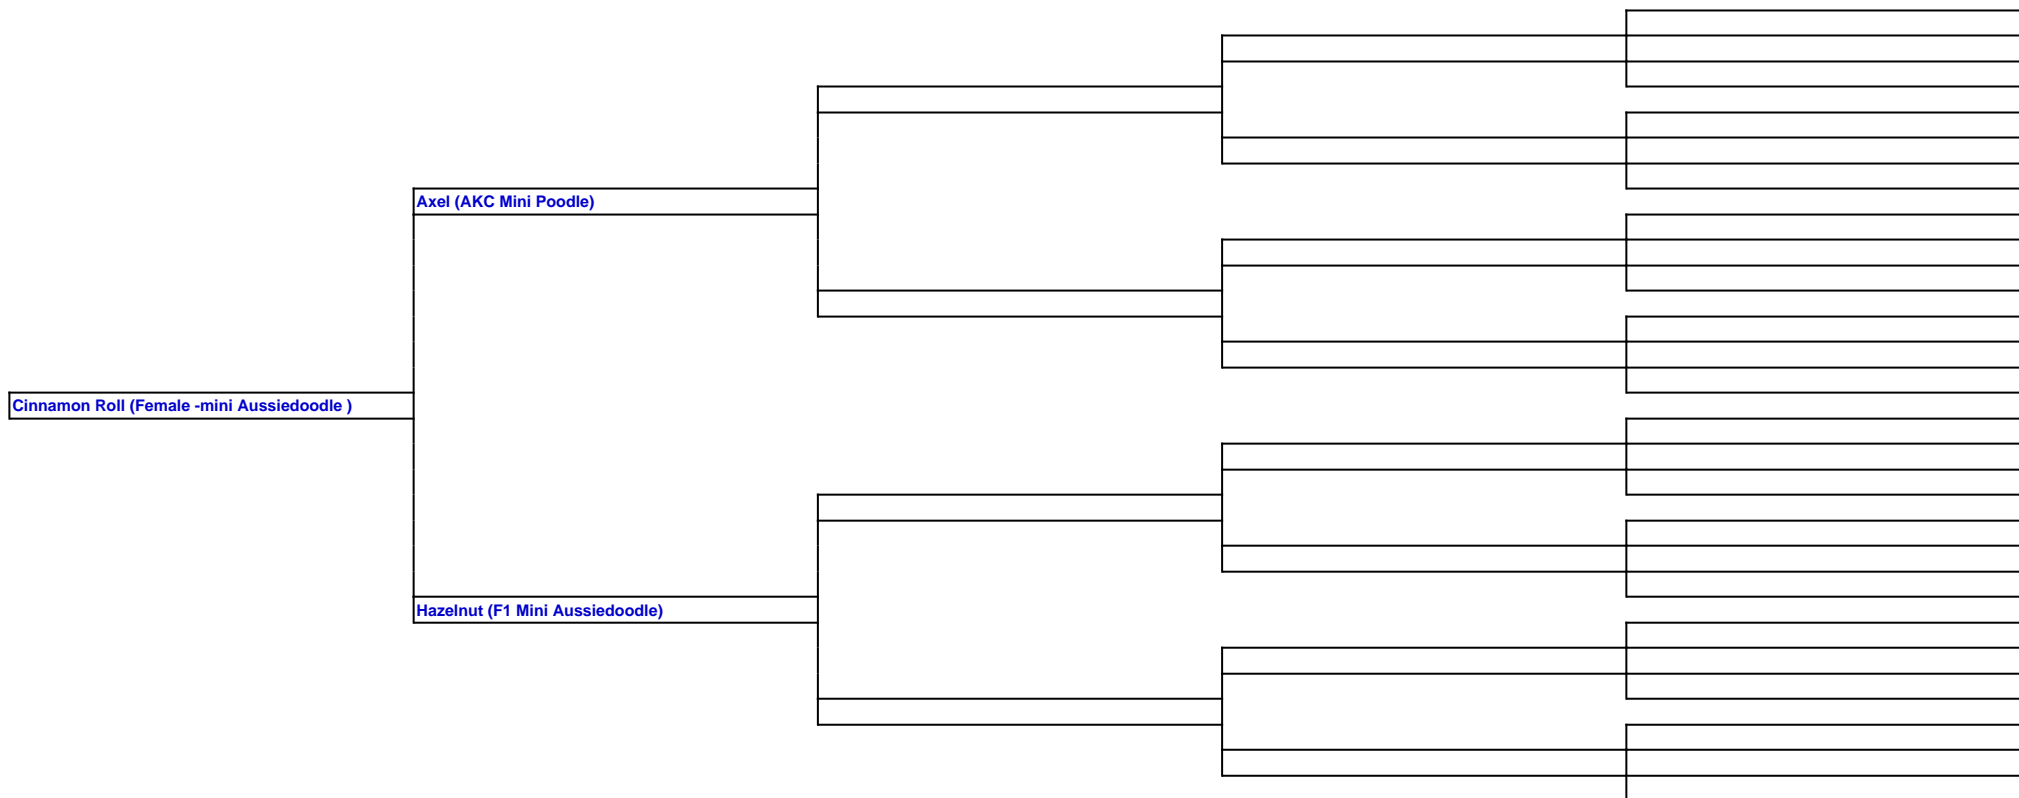 Axel (AKC Mini Poodle)
Cinnamon Roll (Female -mini Aussiedoodle )
Hazelnut (F1 Mini Aussiedoodle)